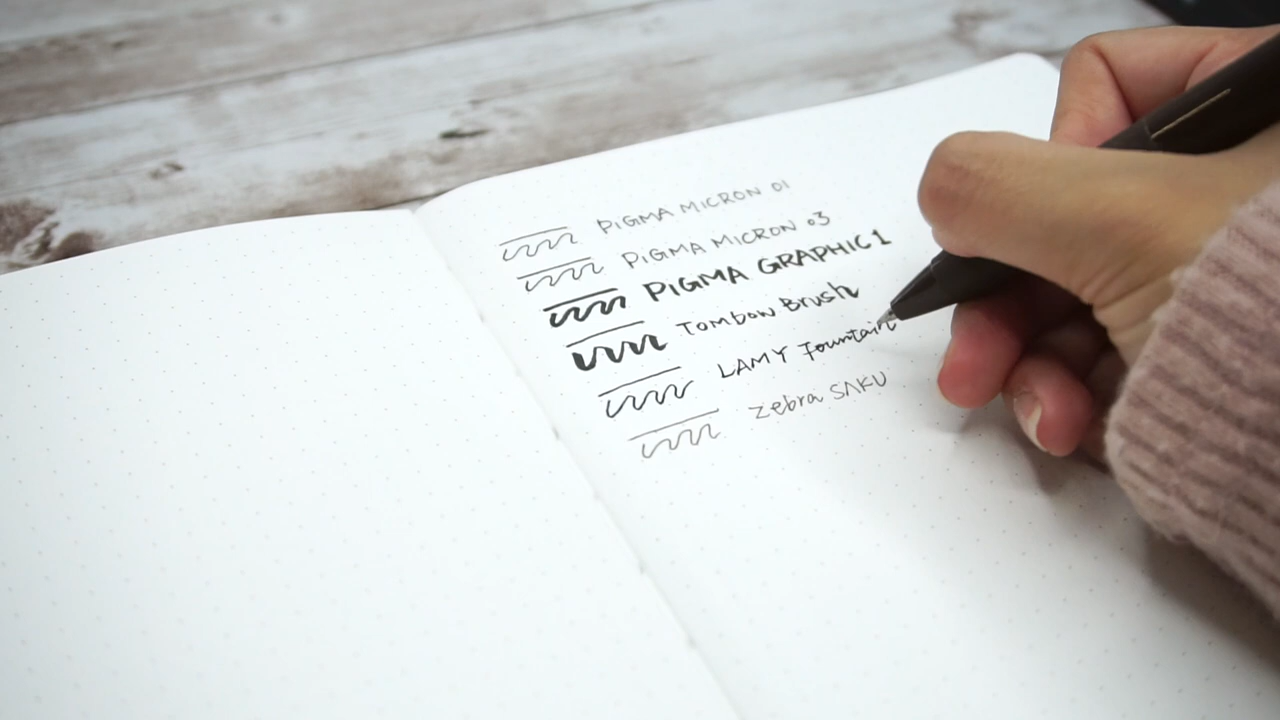 PIGMA MICRON 01
PIGMA MICRON 03
PIGMA GRAPHIC 1
Tombow Brush
LAMY Fountain
Zebra SAKU